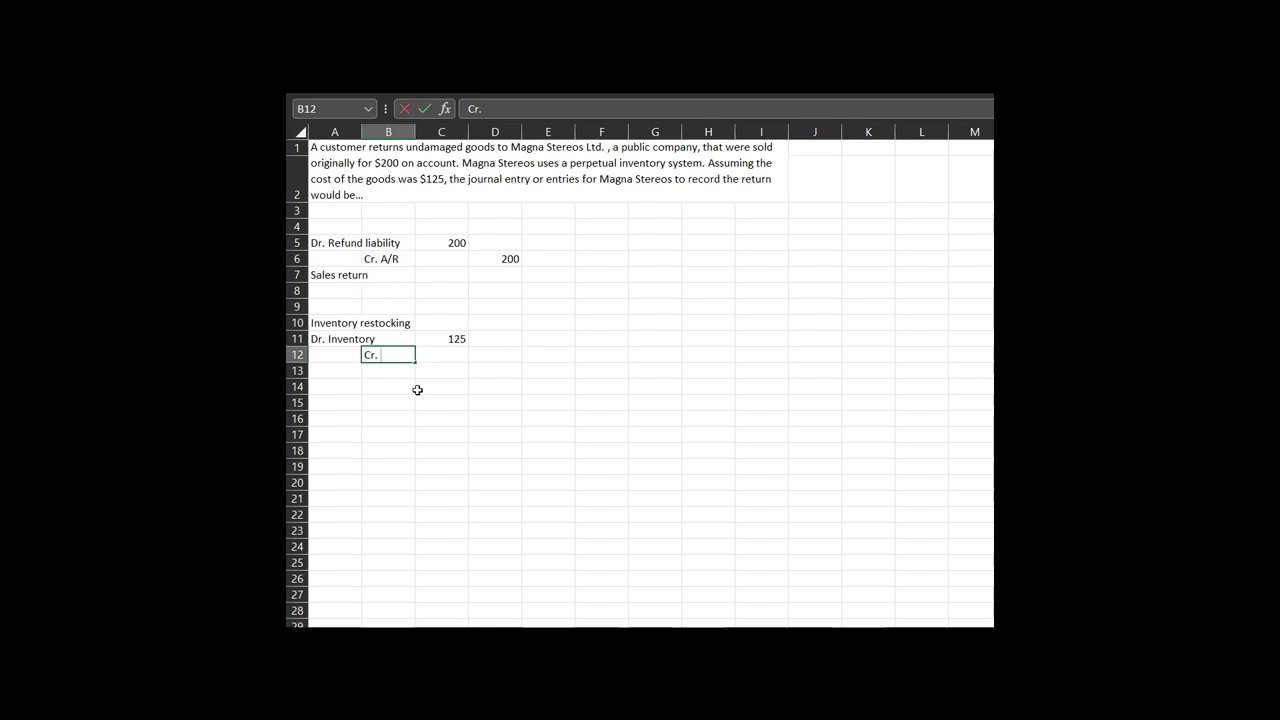 B12 fx Cr.
A B C D E F G H I J K L M
1 A customer returns undamaged goods to Magna Stereos Ltd. , a public company, that were sold
originally for $200 on account. Magna Stereos uses a perpetual inventory system. Assuming the
cost of the goods was $125, the journal entry or entries for Magna Stereos to record the return
2 would be...
3
4
5 Dr. Refund liability 200
6 Cr. A/R 200
7 Sales return
8
9
10 Inventory restocking
11 Dr. Inventory 125
12 Cr.
13
14
15
16
17
18
19
20
21
22
23
24
25
26
27
28
29